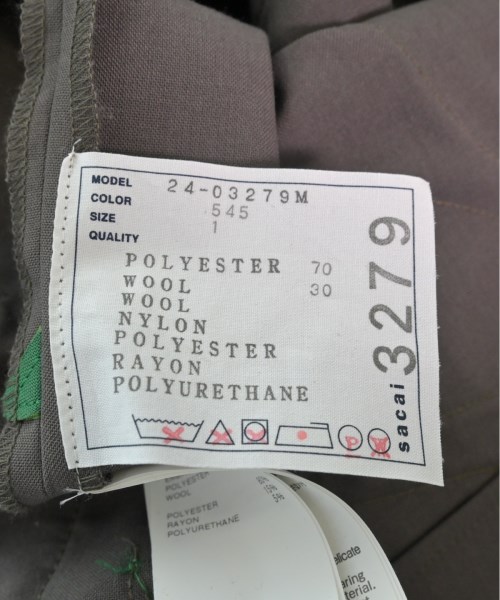 MODEL 24-03279M
COLOR 545
SIZE 1
QUALITY
POLYESTER 70
WOOL 30
WOOL
NYLON
POLYESTER
RAYON
POLYURETHANE
P W
sacai 3279
POLYESTER
WOOL
POLYESTER
RAYON
POLYURETHANE